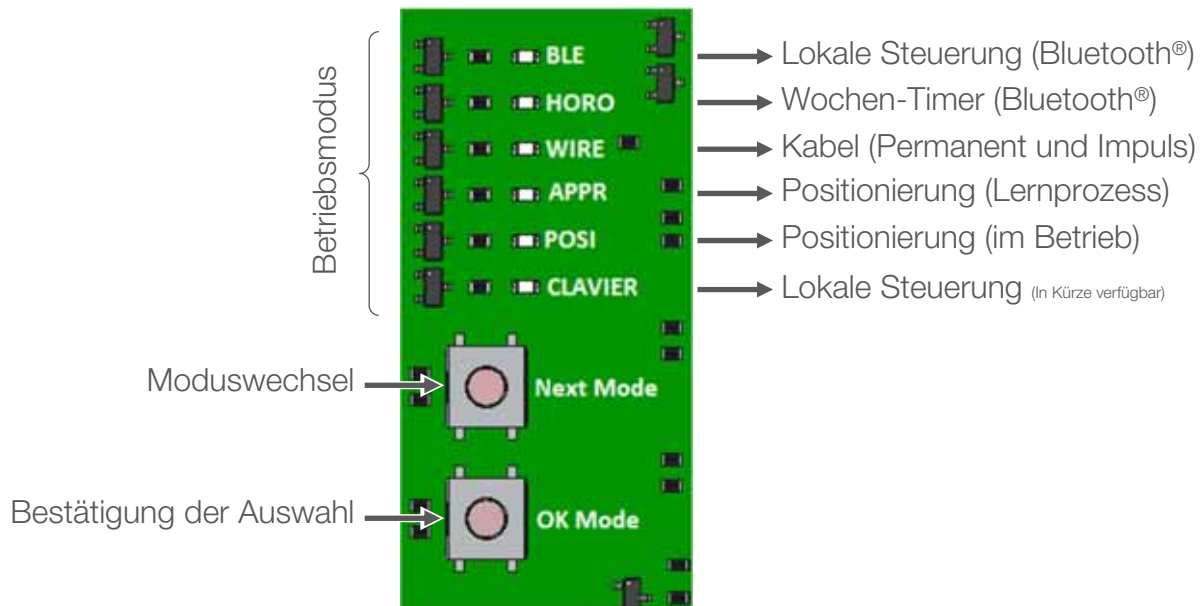 Betriebsmodus
BLE
Lokale Steuerung (Bluetooth®)
HORO
Wochen-Timer (Bluetooth®)
WIRE
Kabel (Permanent und Impuls)
APPR
Positionierung (Lernprozess)
POSI
Positionierung (im Betrieb)
CLAVIER
Lokale Steuerung (In Kürze verfügbar)
Moduswechsel
Next Mode
Bestätigung der Auswahl
OK Mode